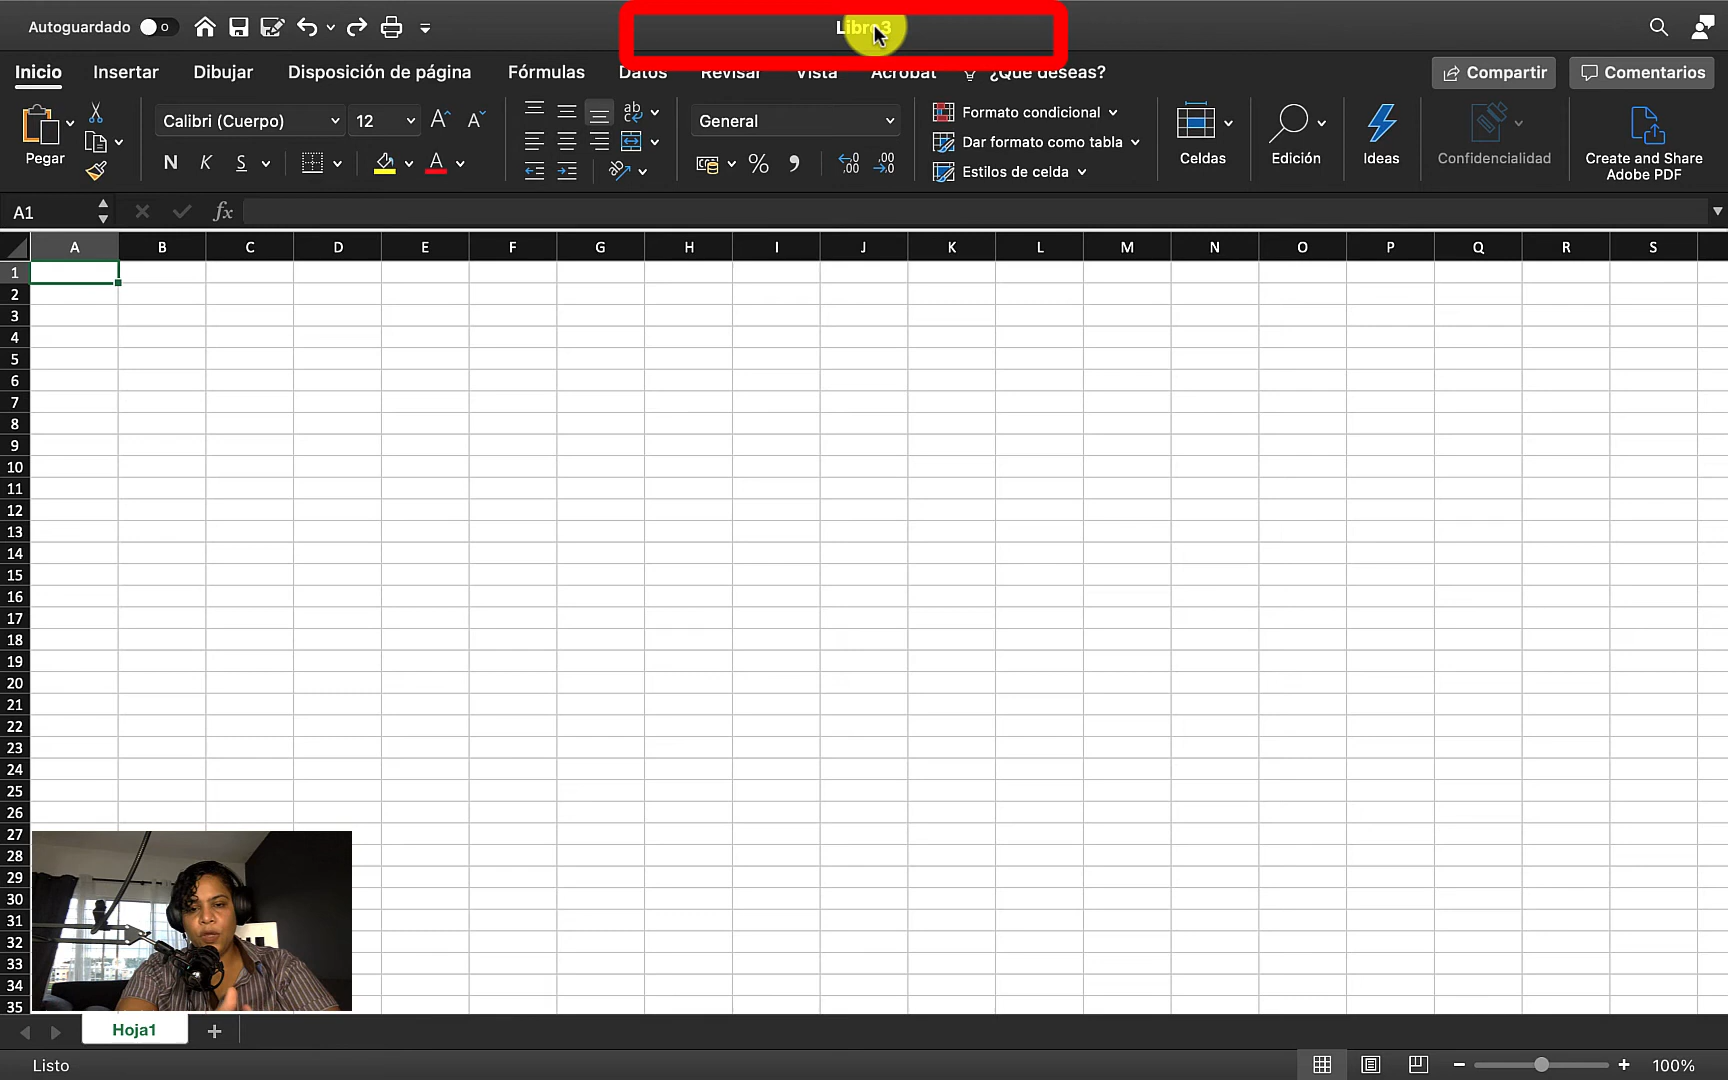 Autoguardado
Libro3
Inicio Insertar Dibujar Disposición de página Fórmulas Datos Revisar Vista Acrobat ¿Qué deseas? Compartir Comentarios
Calibri (Cuerpo) 12 General
Pegar
N K S A
ab
% , ,00 ,00
Formato condicional
Dar formato como tabla
Estilos de celda
Celdas
Edición
Ideas
Confidencialidad
Create and Share
Adobe PDF
A1 fx
A B C D E F G H I J K L M N O P Q R S
1
2
3
4
5
6
7
8
9
10
11
12
13
14
15
16
17
18
19
20
21
22
23
24
25
26
27
28
29
30
31
32
33
34
35
Hoja1 +
Listo 100%